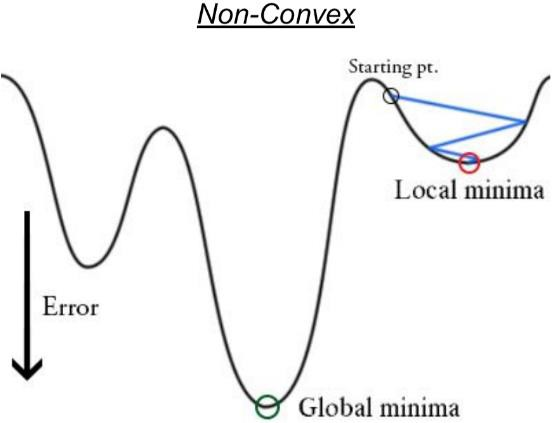 Non-Convex
Starting pt.
Local minima
Error
Global minima